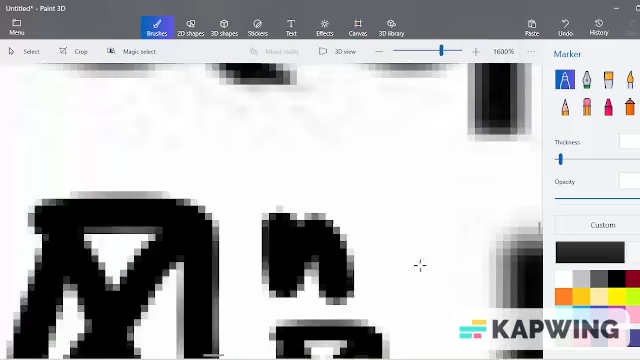 Untitled* - Paint 3D
Menu
Brushes
2D shapes
3D shapes
Stickers
Text
Effects
Canvas
3D library
Paste
Undo
History
Select
Crop
Magic select
Mixed reality
3D view
1600%
Marker
Thickness
Opacity
Custom
KAPWING